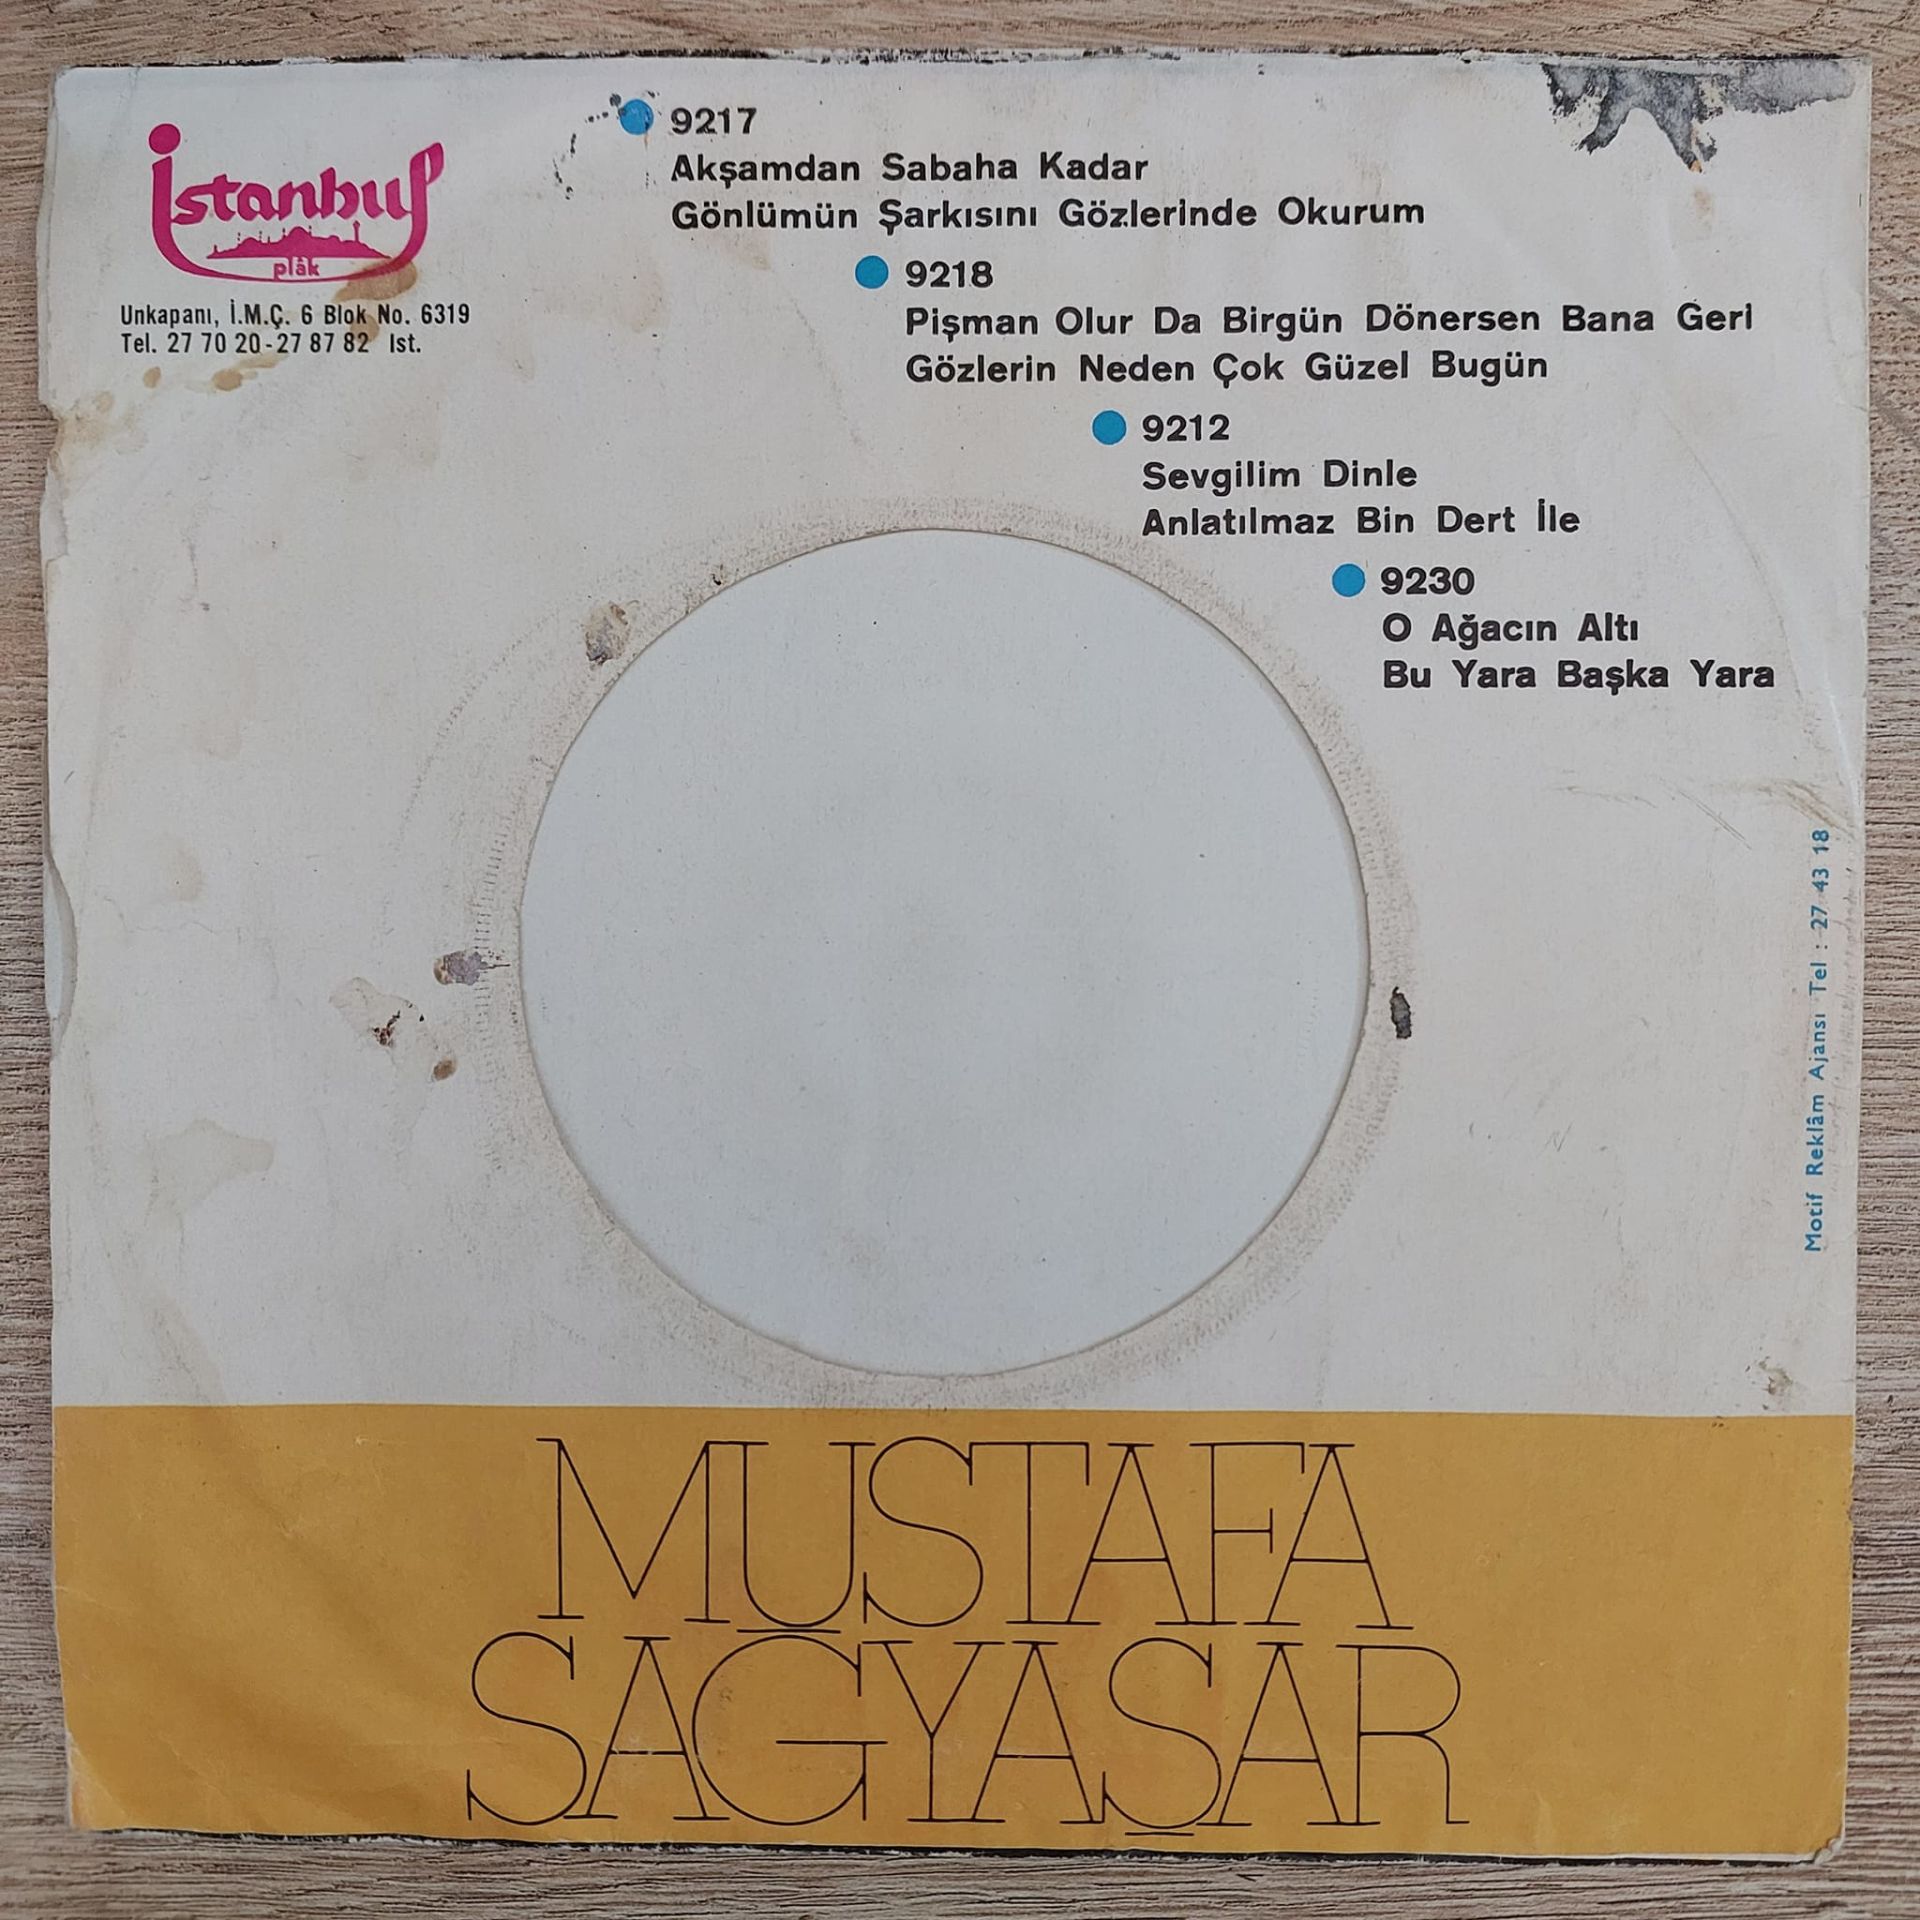 istanbul
plâk
Unkapanı, İ.M.Ç. 6 Blok No. 6319
Tel. 27 70 20-27 87 82 Ist.
9217
Akşamdan Sabaha Kadar
Gönlümün Şarkısını Gözlerinde Okurum
9218
Pişman Olur Da Birgün Dönersen Bana Geri
Gözlerin Neden Çok Güzel Bugün
9212
Sevgilim Dinle
Anlatılmaz Bin Dert İle
9230
O Ağacın Altı
Bu Yara Başka Yara
Motif Reklâm Ajansı Tel : 27 43 18
MUSTAFA
SAĞYAŞAR